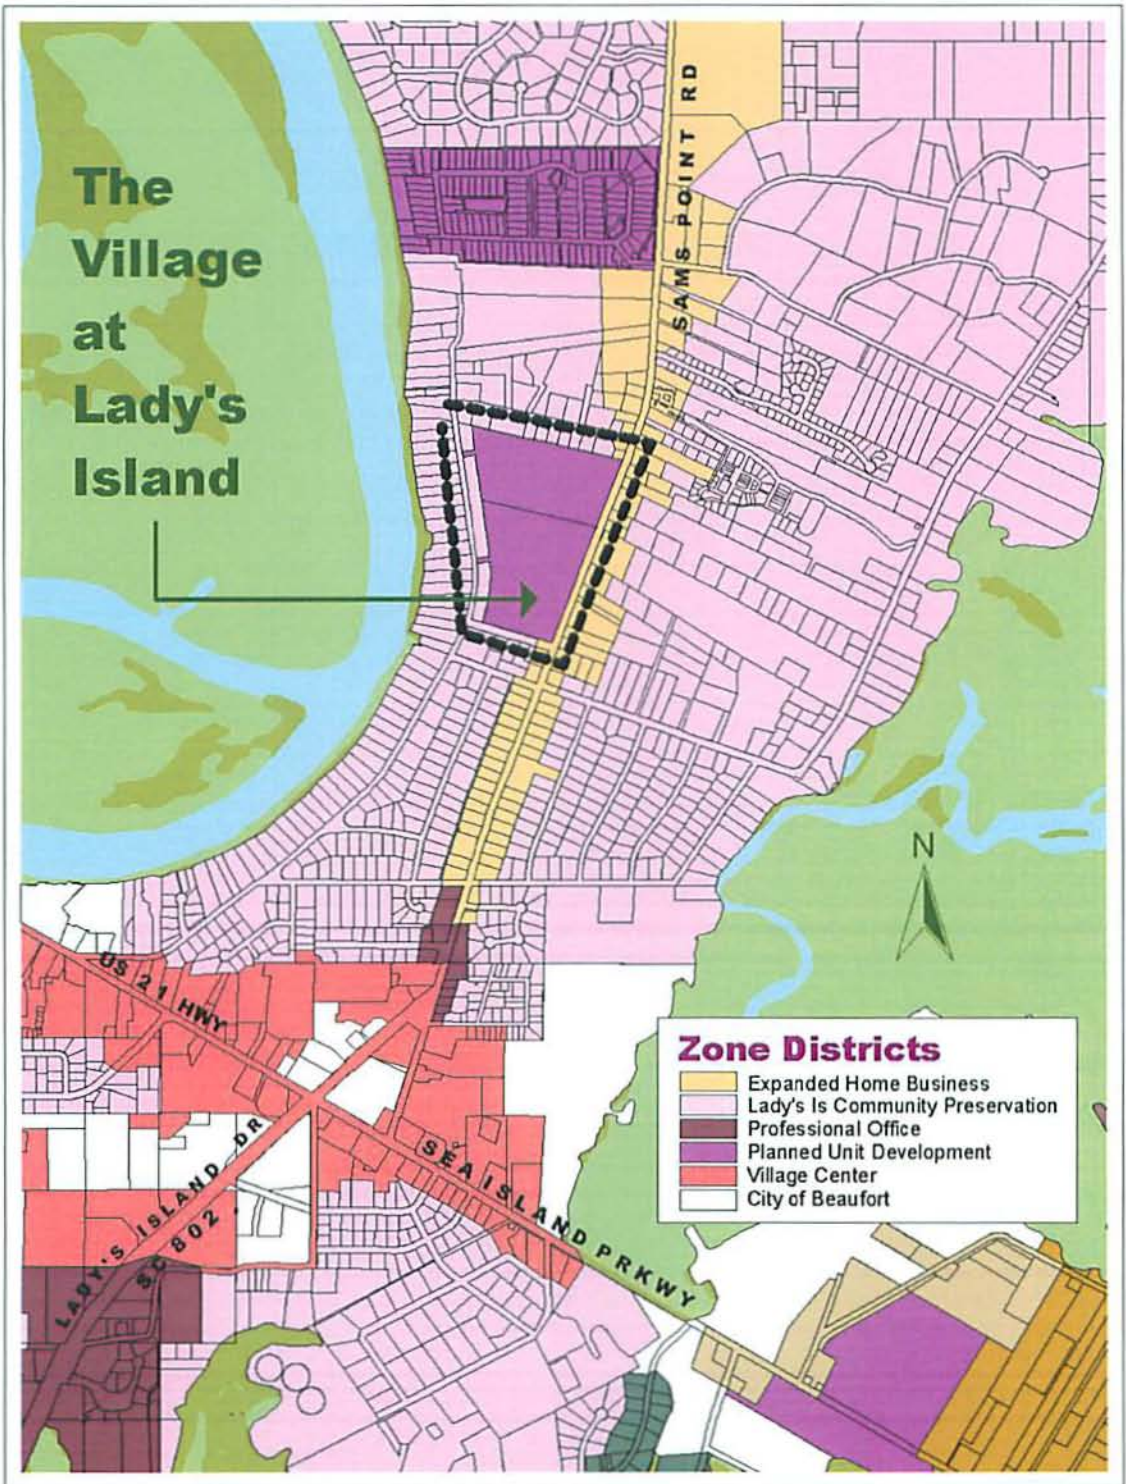 The
Village
at
Lady's
Island
SAMS POINT RD
US 21 HWY
LADY'S ISLAND DR
SC 802
SEA ISLAND PRKWY
N
Zone Districts
Expanded Home Business
Lady's Is Community Preservation
Professional Office
Planned Unit Development
Village Center
City of Beaufort